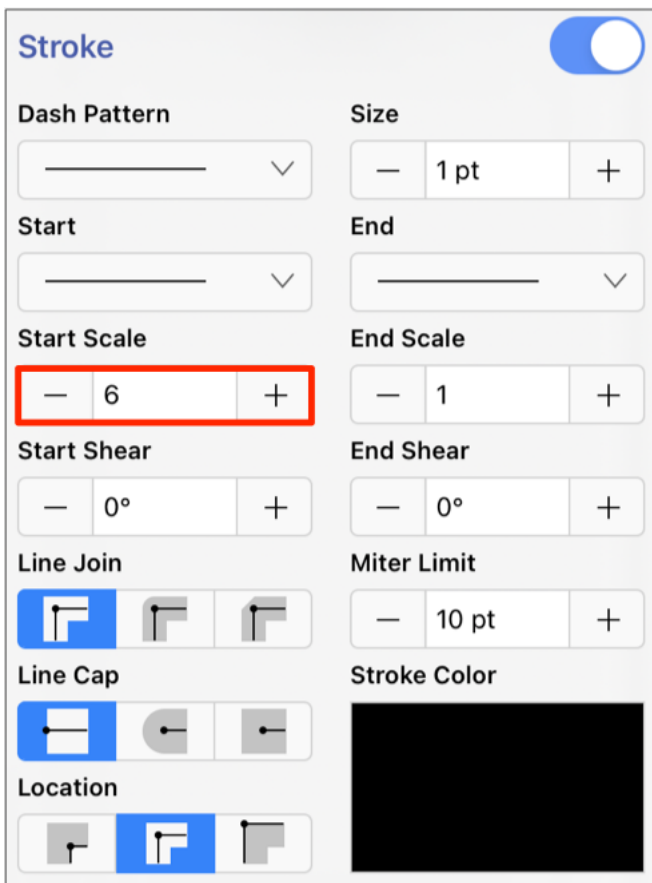 Stroke
Dash Pattern Size
1 pt
Start End
Start Scale End Scale
6 1
Start Shear End Shear
0° 0°
Line Join Miter Limit
10 pt
Line Cap Stroke Color
Location